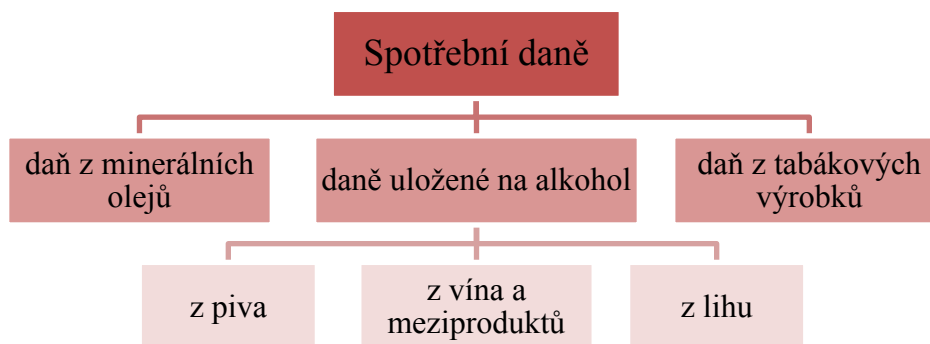 Spotřební daně
daň z minerálních
olejů
daně uložené na alkohol
daň z tabákových
výrobků
z piva
z vína a
meziproduktů
z lihu